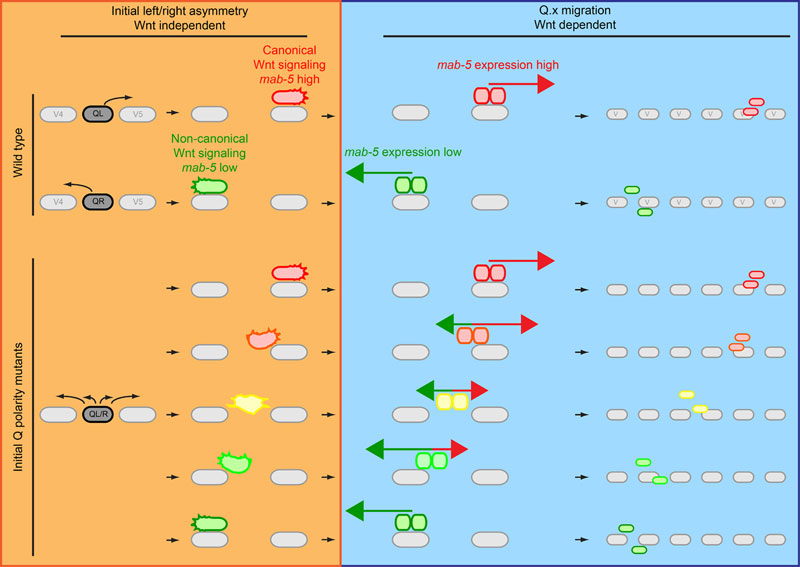 Initial left/right asymmetry
Wnt independent
Q.x migration
Wnt dependent
Canonical
Wnt signaling
mab-5 high
mab-5 expression high
Wild type
V4 QL V5
V V V V V V
Non-canonical
Wnt signaling
mab-5 low
mab-5 expression low
V4 QR V5
V V V V V V
Initial Q polarity mutants
QL/R